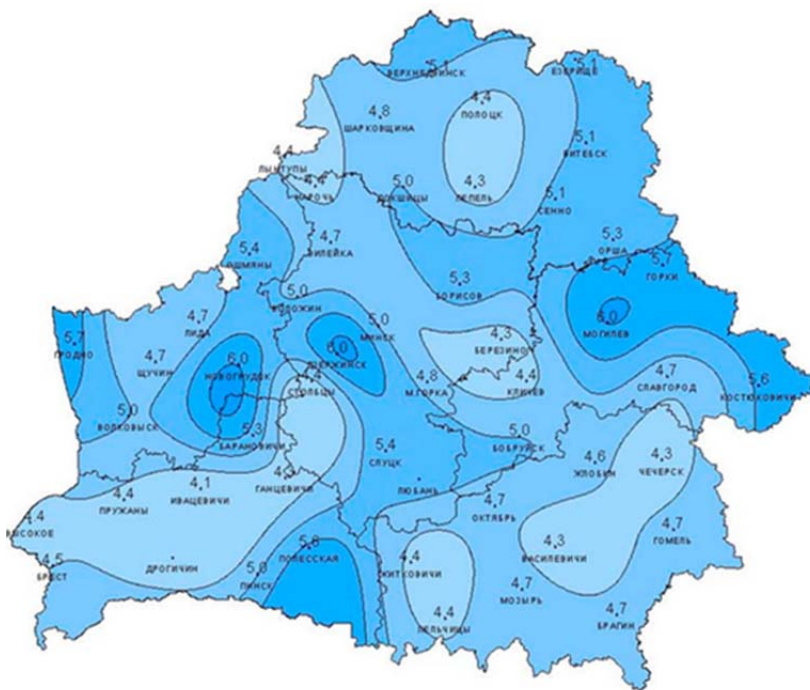 5,1
ВЕРХНЕДВИНСК
5,1
ЕЗЕРИЩЕ
4,8
ШАРКОВЩИНА
4,4
ПОЛОЦК
5,1
ВИТЕБСК
4,4
ЛЫНТУПЫ
4,4
НАРОЧЬ
5,0
ДОКШИЦЫ
4,3
ЛЕПЕЛЬ
5,1
СЕННО
5,3
ОРША
5,4
ОШМЯНЫ
4,7
ВИЛЕЙКА
5,3
БОРИСОВ
5,7
ГОРКИ
5,0
ВОЛОЖИН
5,0
МИНСК
6,0
МОГИЛЕВ
5,7
ГРОДНО
4,7
ЛИДА
4,7
ЩУЧИН
6,0
НОВОГРУДОК
6,0
ДЗЕРЖИНСК
4,3
БЕРЕЗИНО
4,4
СТОЛБЦЫ
4,8
М.ГОРКА
4,4
КЛИЧЕВ
4,7
СЛАВГОРОД
5,6
КОСТЮКОВИЧИ
5,0
ВОЛКОВЫСК
5,3
БАРАНОВИЧИ
5,4
СЛУЦК
5,0
БОБРУЙСК
4,6
ЖЛОБИН
4,3
ЧЕЧЕРСК
4,4
ПРУЖАНЫ
4,1
ИВАЦЕВИЧИ
4,3
ГАНЦЕВИЧИ
ЛЮБАНЬ
4,7
ОКТЯБРЬ
4,4
ВЫСОКОЕ
4,5
БРЕСТ
ДРОГИЧИН
5,0
ПИНСК
ПОЛЕССКАЯ
4,4
ЖИТКОВИЧИ
4,3
ВАСИЛЕВИЧИ
4,7
ГОМЕЛЬ
4,7
МОЗЫРЬ
4,4
ЛЕЛЬЧИЦЫ
4,7
БРАГИН